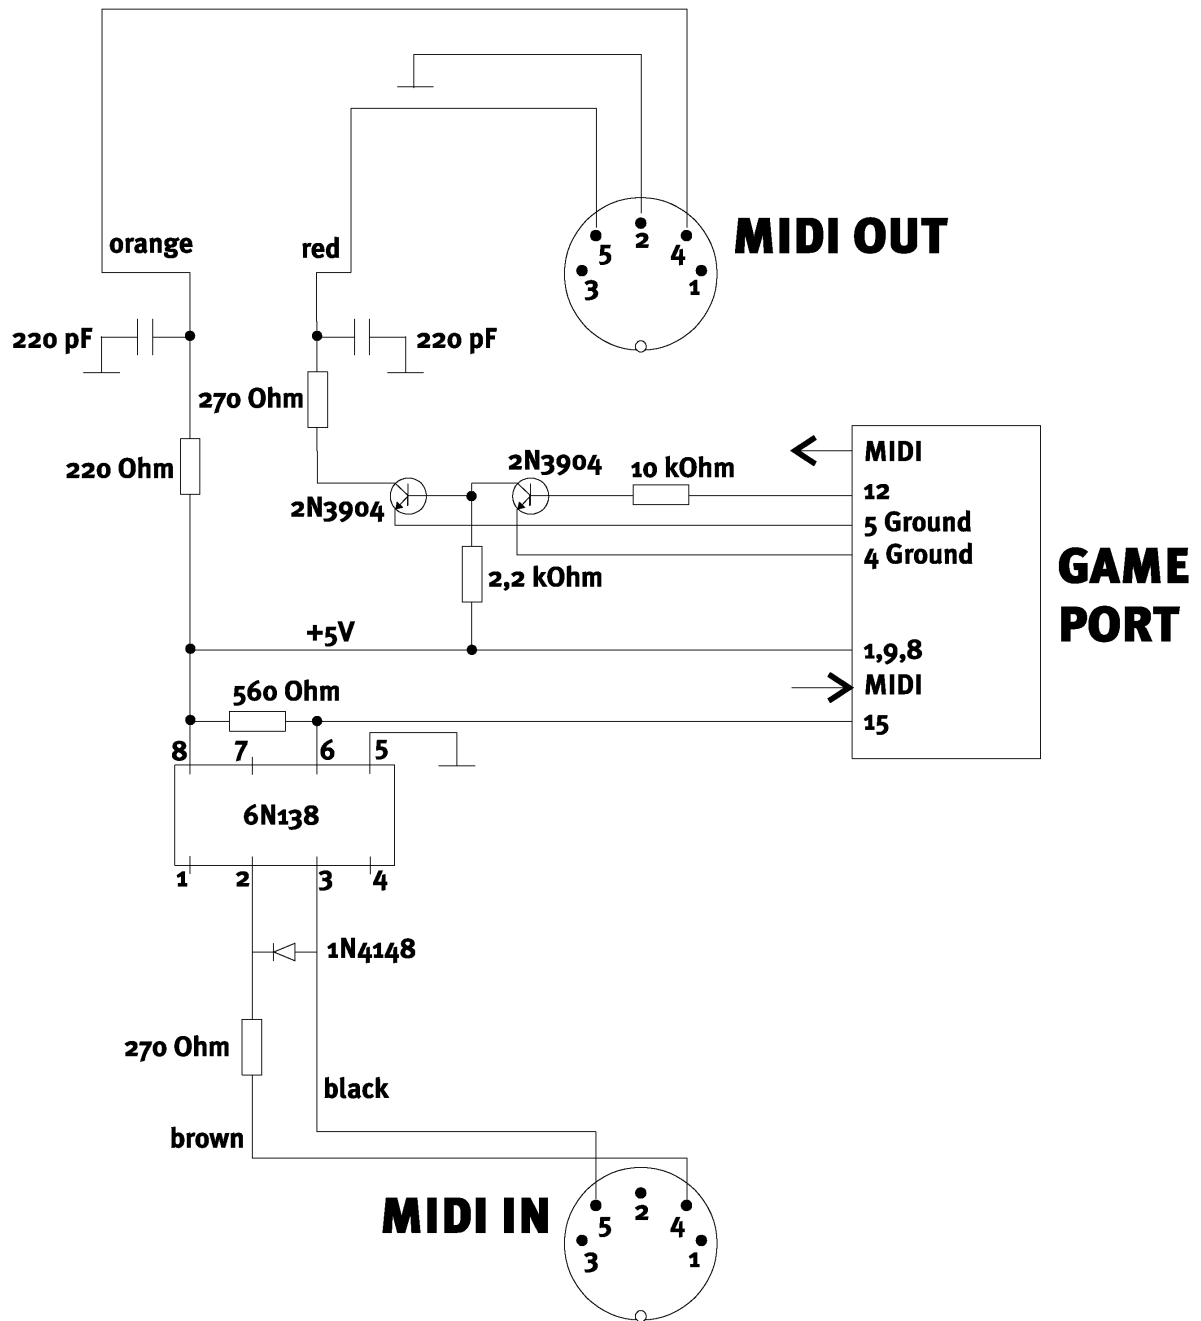 MIDI OUT
5
2
4
3
1
orange
red
220 pF
220 pF
270 Ohm
220 Ohm
2N3904
2N3904
10 kOhm
MIDI
12
5 Ground
4 Ground
GAME
PORT
2,2 kOhm
+5V
1,9,8
MIDI
15
560 Ohm
8
7
6
5
6N138
1
2
3
4
1N4148
270 Ohm
black
brown
MIDI IN
5
2
4
3
1